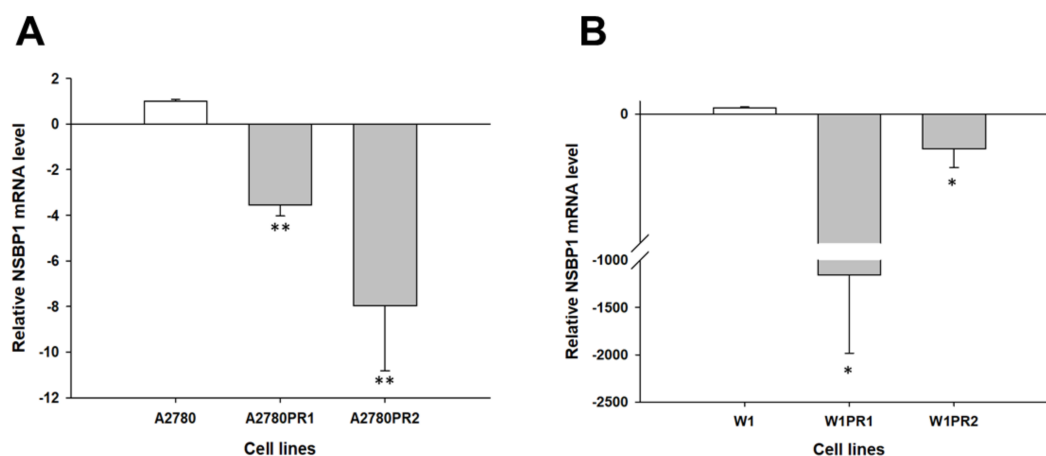 A
Relative NSBP1 mRNA level
2
0
-2
-4
-6
-8
-10
-12
**
**
A2780
A2780PR1
A2780PR2
Cell lines
B
Relative NSBP1 mRNA level
0
-1000
-1500
-2000
-2500
*
*
W1
W1PR1
W1PR2
Cell lines